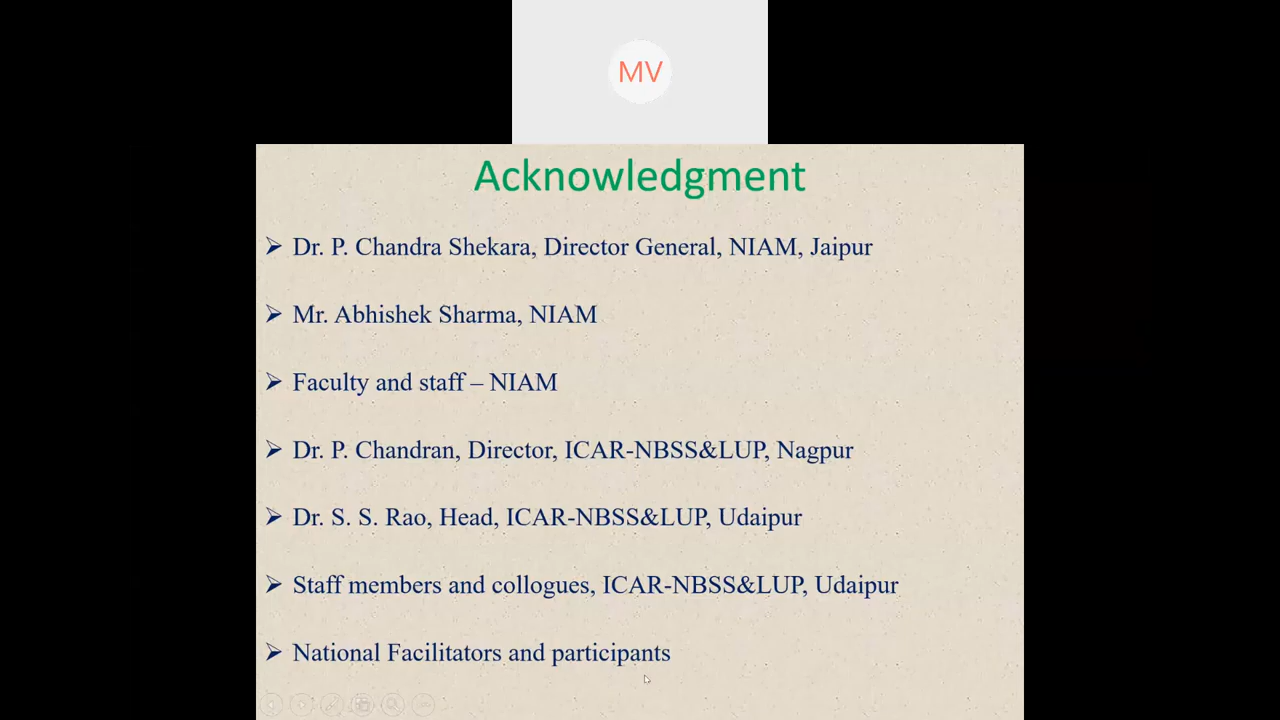 MV
Acknowledgment
➢ Dr. P. Chandra Shekara, Director General, NIAM, Jaipur
➢ Mr. Abhishek Sharma, NIAM
➢ Faculty and staff – NIAM
➢ Dr. P. Chandran, Director, ICAR-NBSS&LUP, Nagpur
➢ Dr. S. S. Rao, Head, ICAR-NBSS&LUP, Udaipur
➢ Staff members and collogues, ICAR-NBSS&LUP, Udaipur
➢ National Facilitators and participants